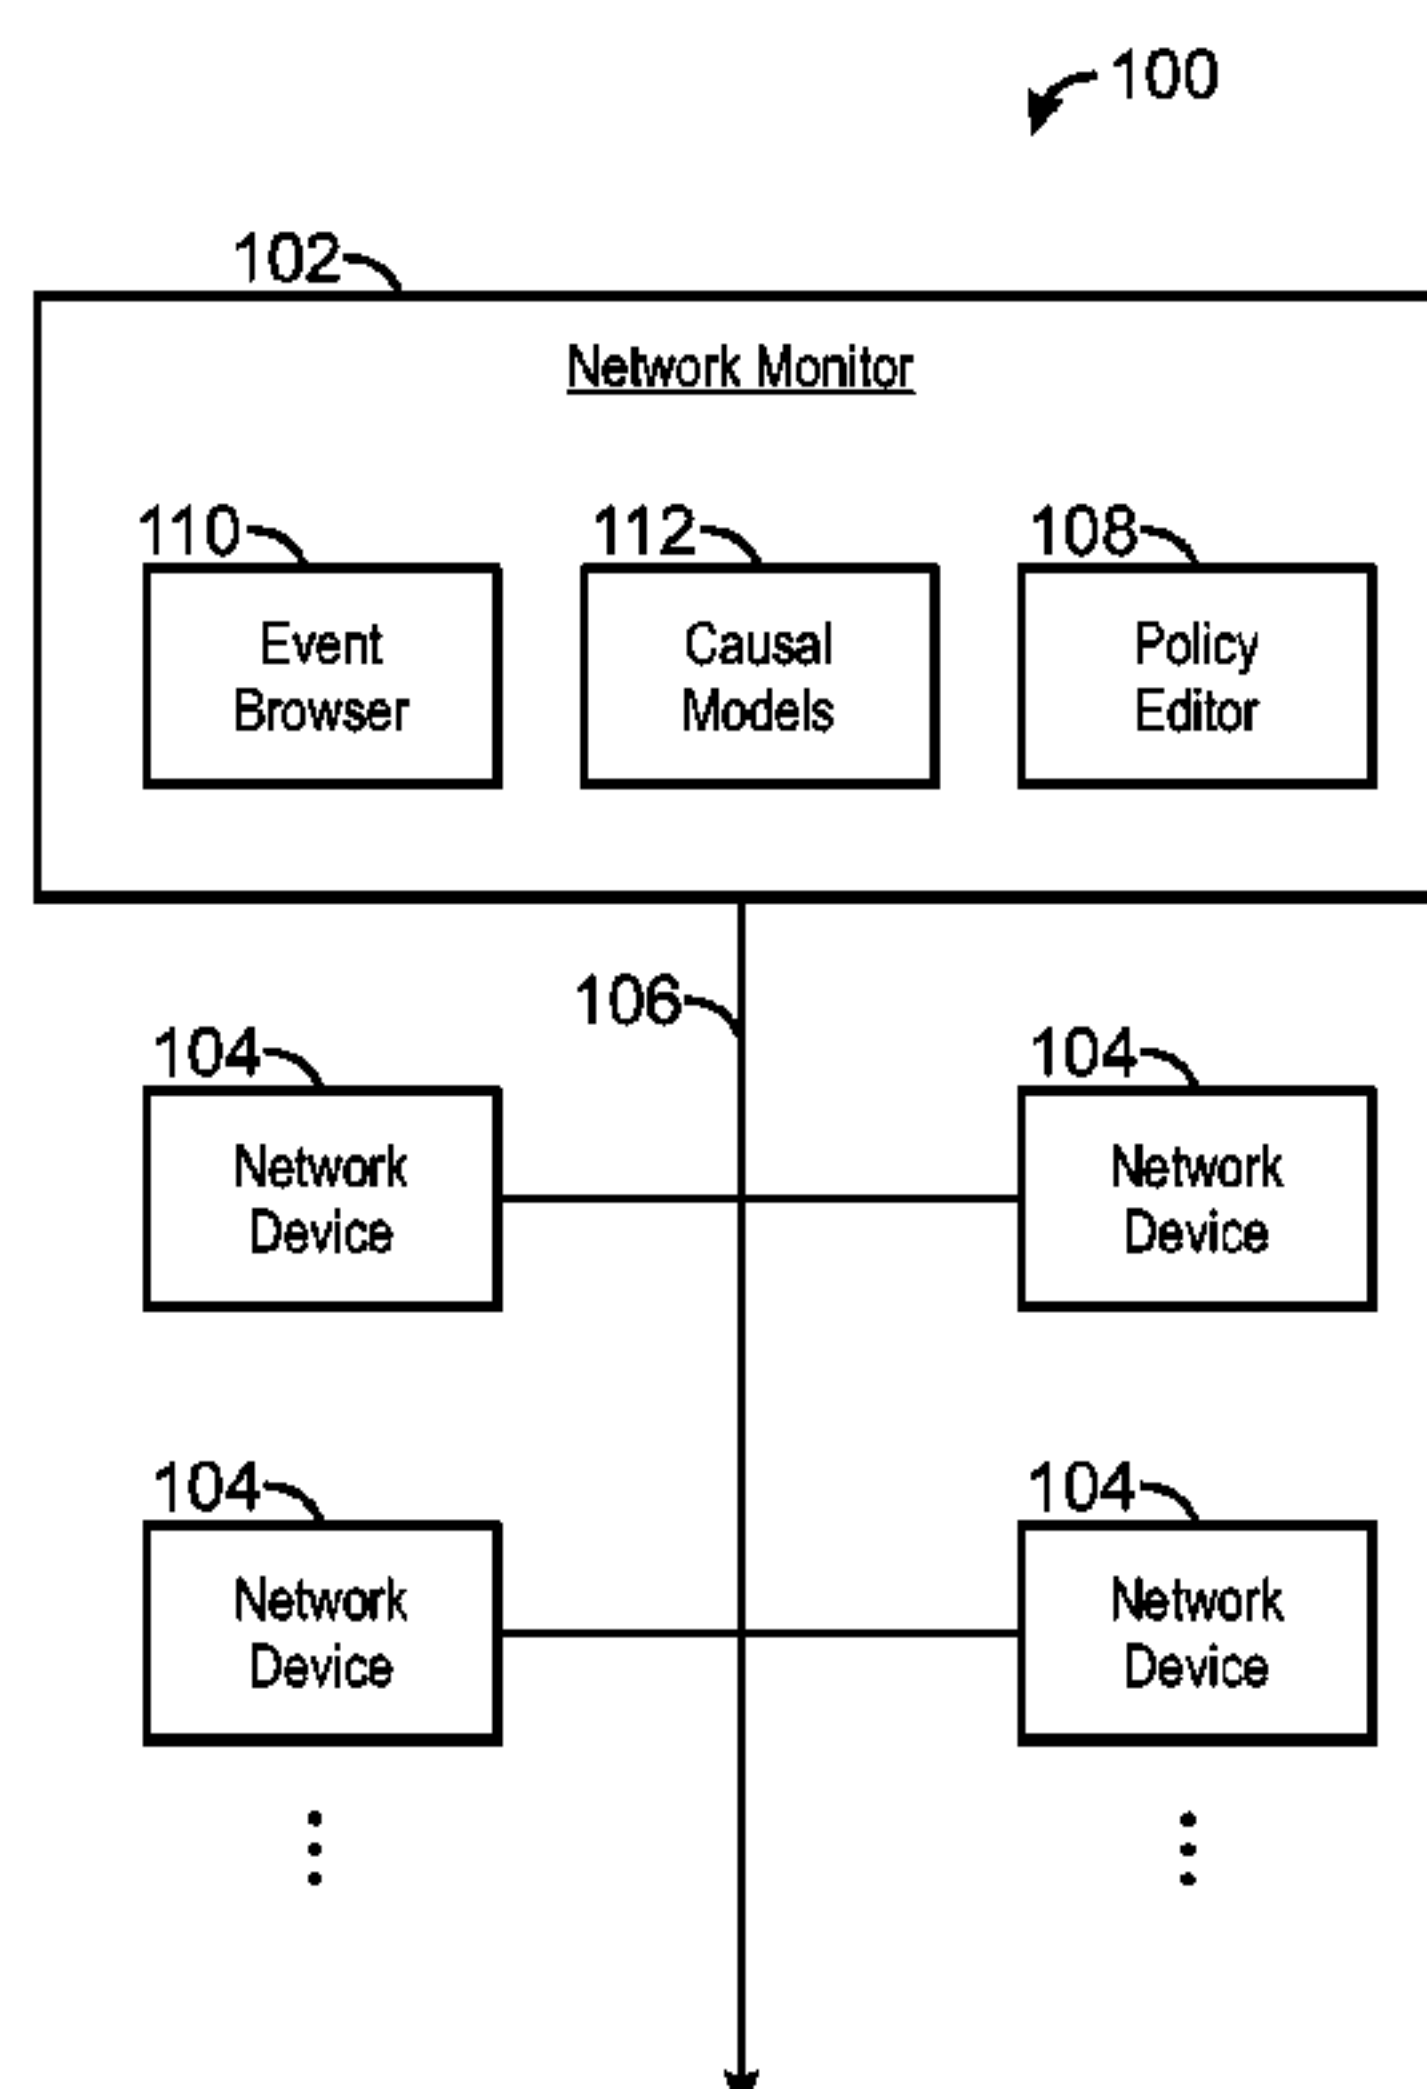 100
102
Network Monitor
110
112
108
Event
Browser
Causal
Models
Policy
Editor
106
104
104
Network
Device
Network
Device
104
104
Network
Device
Network
Device